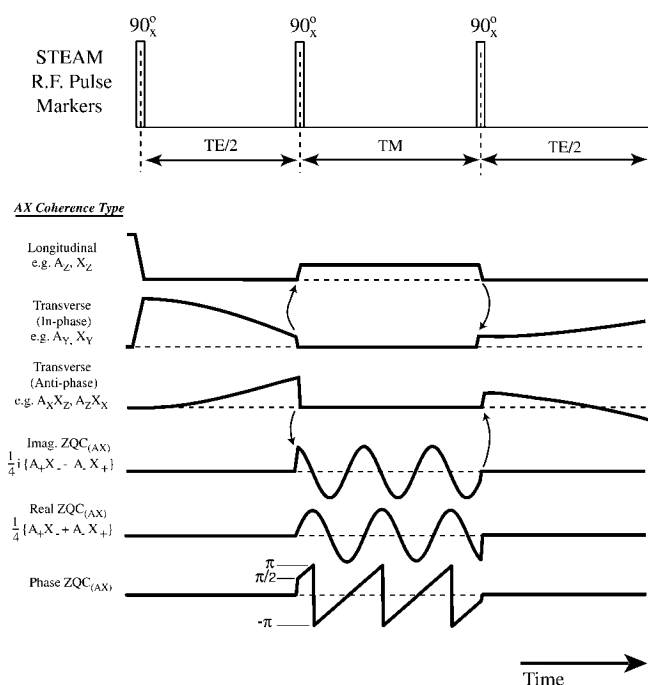 90°x 90°x 90°x
STEAM
R.F. Pulse
Markers
TE/2 TM TE/2
AX Coherence Type
Longitudinal
e.g. AZ, XZ
Transverse
(In-phase)
e.g. AY, XY
Transverse
(Anti-phase)
e.g. AXXZ, AZXX
Imag. ZQC(AX)
1/4 i {A+X- - A-X+}
Real ZQC(AX)
1/4 {A+X- + A-X+}
π
π/2
Phase ZQC(AX)
-π
Time